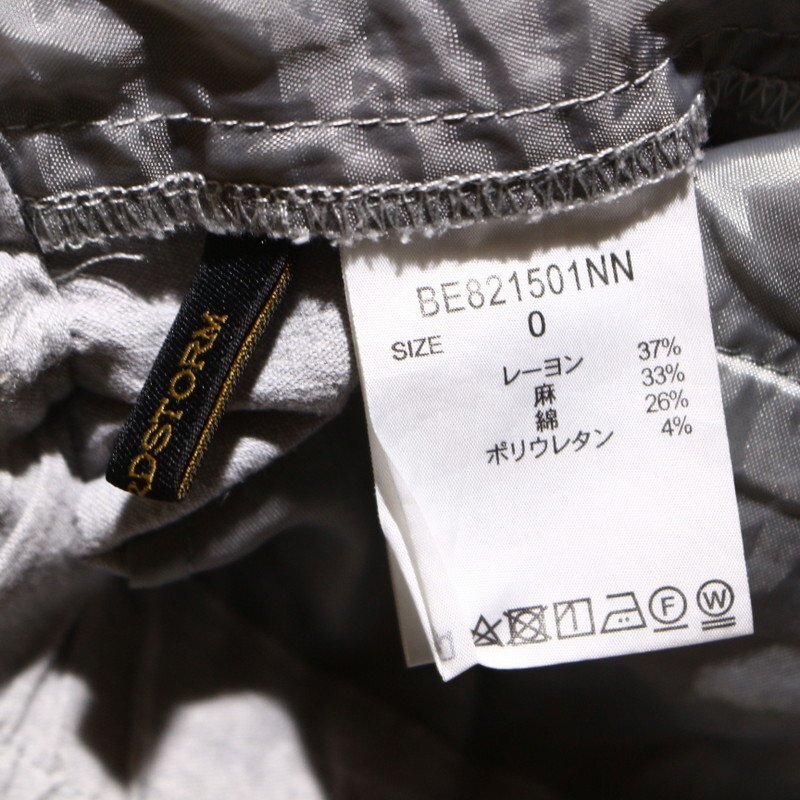 RDSTORM
BE821501NN
SIZE 0
レーヨン 37%
麻 33%
綿 26%
ポリウレタン 4%
F W